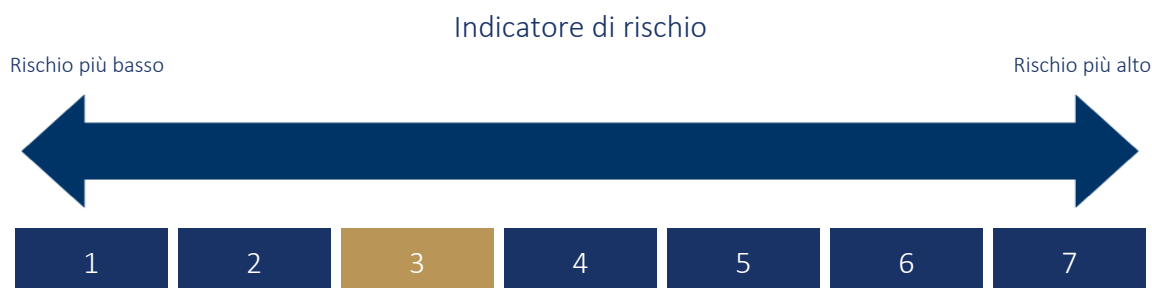 Indicatore di rischio
Rischio più basso
Rischio più alto
1 2 3 4 5 6 7